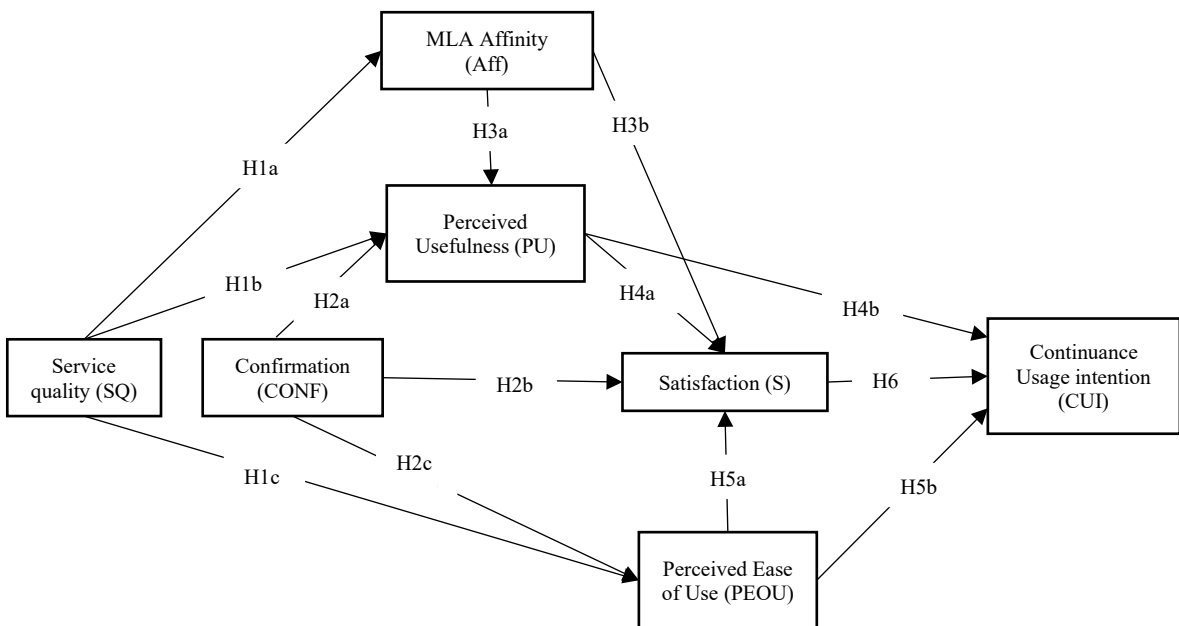 MLA Affinity
(Aff)
H3a
H3b
H1a
Perceived
Usefulness (PU)
H1b
H2a
H4a
H4b
Service
quality (SQ)
Confirmation
(CONF)
H2b
Satisfaction (S)
H6
Continuance
Usage intention
(CUI)
H1c
H2c
H5a
H5b
Perceived Ease
of Use (PEOU)